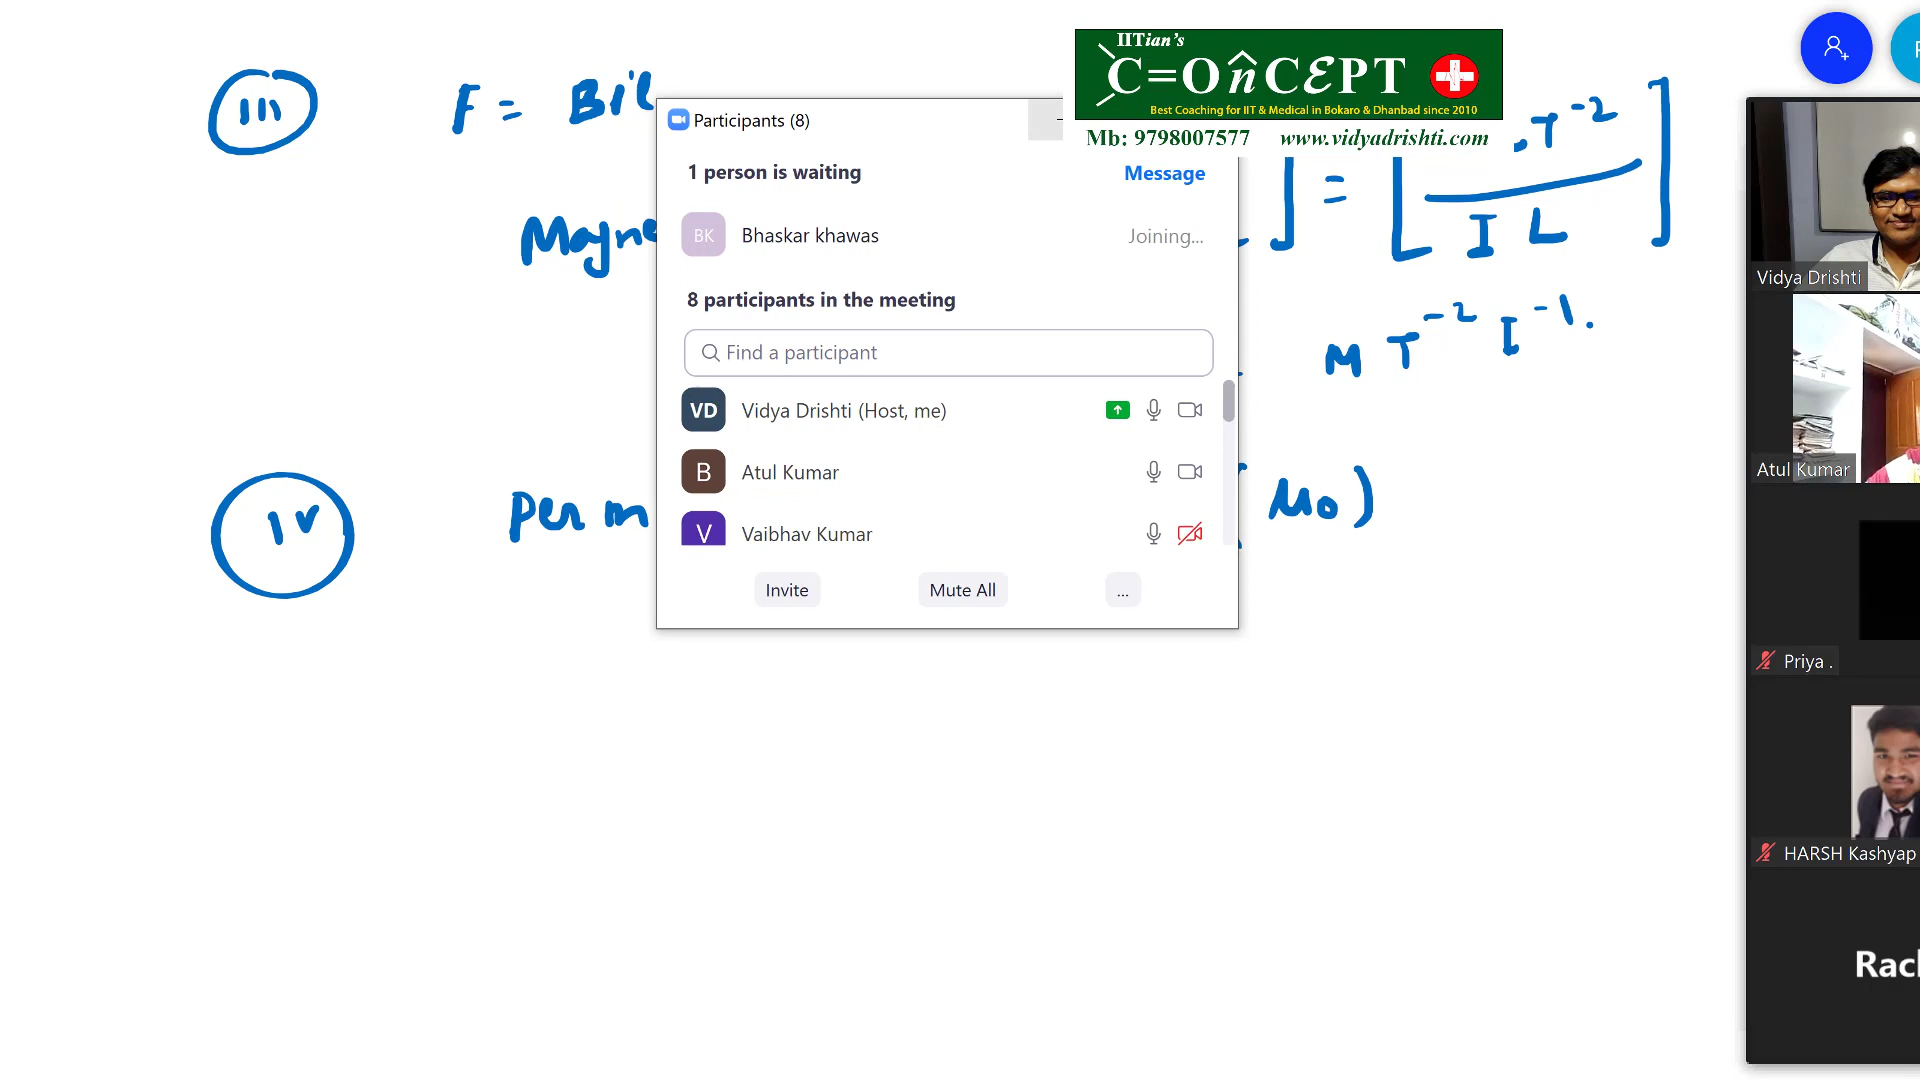 III F = Bil
IITian's
C=OnCEPT
Best Coaching for IIT & Medical in Bokaro & Dhanbad since 2010
Mb: 9798007577 www.vidyadrishti.com
Participants (8)
1 person is waiting Message
BK Bhaskar khawas Joining...
8 participants in the meeting
Find a participant
VD Vidya Drishti (Host, me)
B Atul Kumar
V Vaibhav Kumar
Invite Mute All ...
Magne
] = [ T⁻² / I L ]
M T⁻² I⁻¹.
IV Perm (μ₀)
Vidya Drishti
Atul Kumar
Priya .
HARSH Kashyap